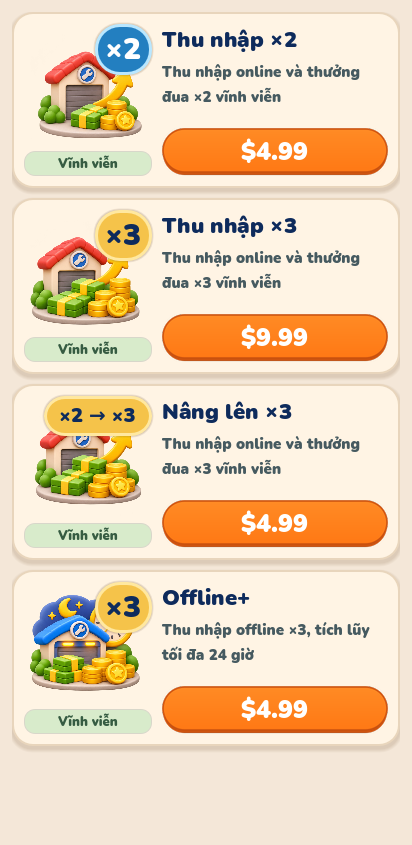 ×2
Thu nhập ×2
Thu nhập online và thưởng
đua ×2 vĩnh viễn
Vĩnh viễn
$4.99
×3
Thu nhập ×3
Thu nhập online và thưởng
đua ×3 vĩnh viễn
Vĩnh viễn
$9.99
×2 → ×3
Nâng lên ×3
Thu nhập online và thưởng
đua ×3 vĩnh viễn
Vĩnh viễn
$4.99
×3
Offline+
Thu nhập offline ×3, tích lũy
tối đa 24 giờ
Vĩnh viễn
$4.99